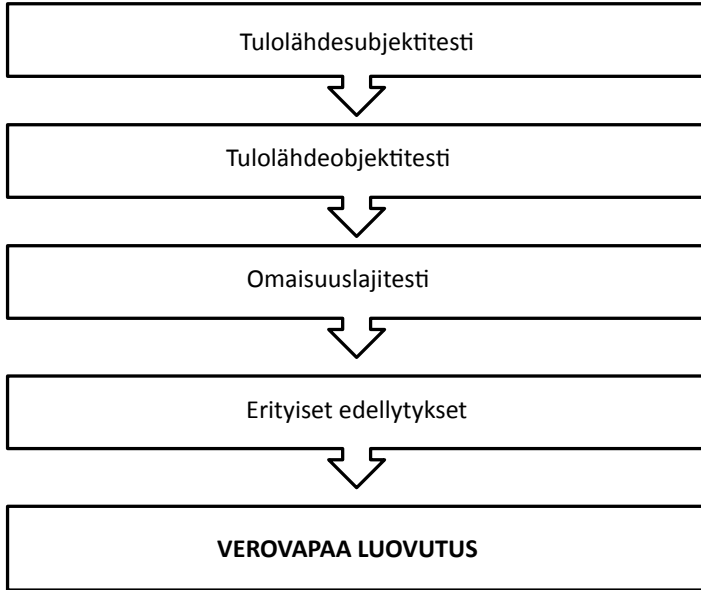 Tulolähdesubjektitesti
Tulolähdeobjektitesti
Omaisuuslajitesti
Erityiset edellytykset
VEROVAPAA LUOVUTUS